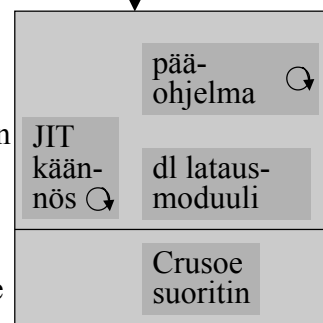 pää-
ohjelma
n
JIT
kään-
nös
dl lataus-
moduuli
Crusoe
suoritin
e